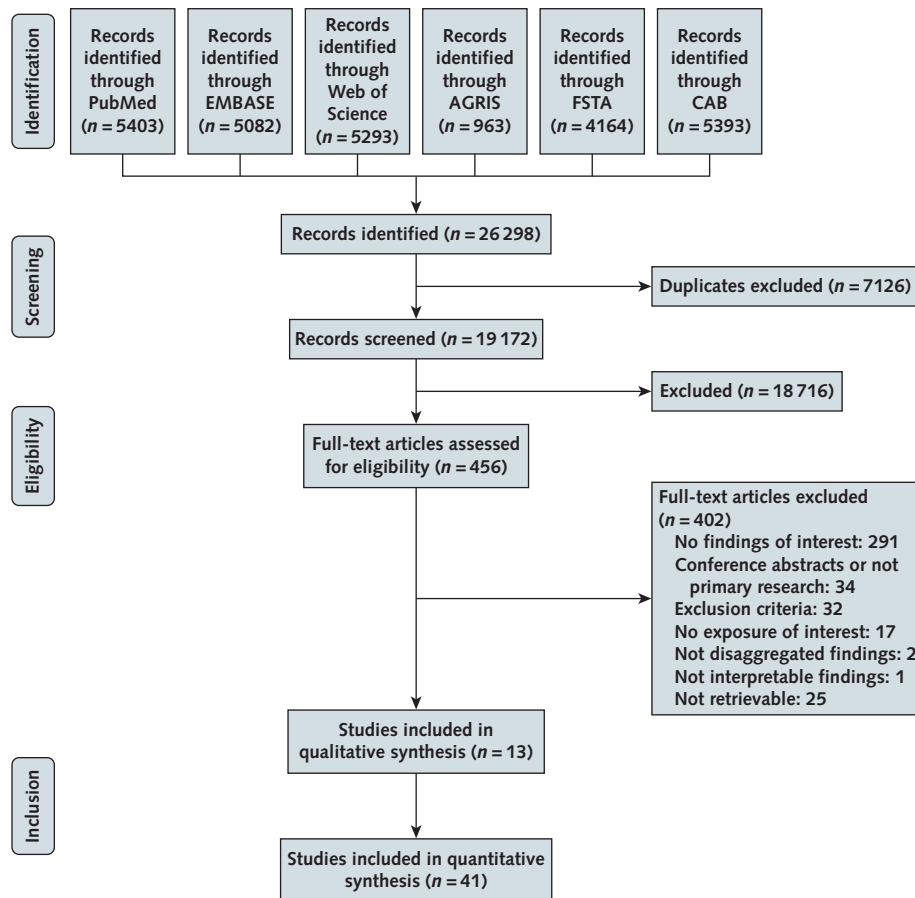 Identification
Records
identified
through
PubMed
(n = 5403)
Records
identified
through
EMBASE
(n = 5082)
Records
identified
through
Web of
Science
(n = 5293)
Records
identified
through
AGRIS
(n = 963)
Records
identified
through
FSTA
(n = 4164)
Records
identified
through
CAB
(n = 5393)
Screening
Records identified (n = 26 298)
Duplicates excluded (n = 7126)
Records screened (n = 19 172)
Excluded (n = 18 716)
Eligibility
Full-text articles assessed
for eligibility (n = 456)
Full-text articles excluded
(n = 402)
No findings of interest: 291
Conference abstracts or not
primary research: 34
Exclusion criteria: 32
No exposure of interest: 17
Not disaggregated findings: 2
Not interpretable findings: 1
Not retrievable: 25
Inclusion
Studies included in
qualitative synthesis (n = 13)
Studies included in quantitative
synthesis (n = 41)